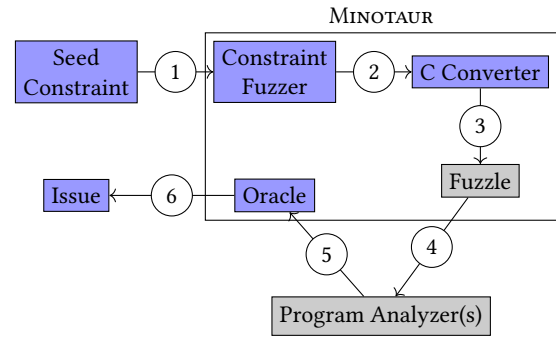 MINOTAUR
Seed
Constraint
1
Constraint
Fuzzer
2
C Converter
3
Fuzzle
Issue
6
Oracle
5
4
Program Analyzer(s)